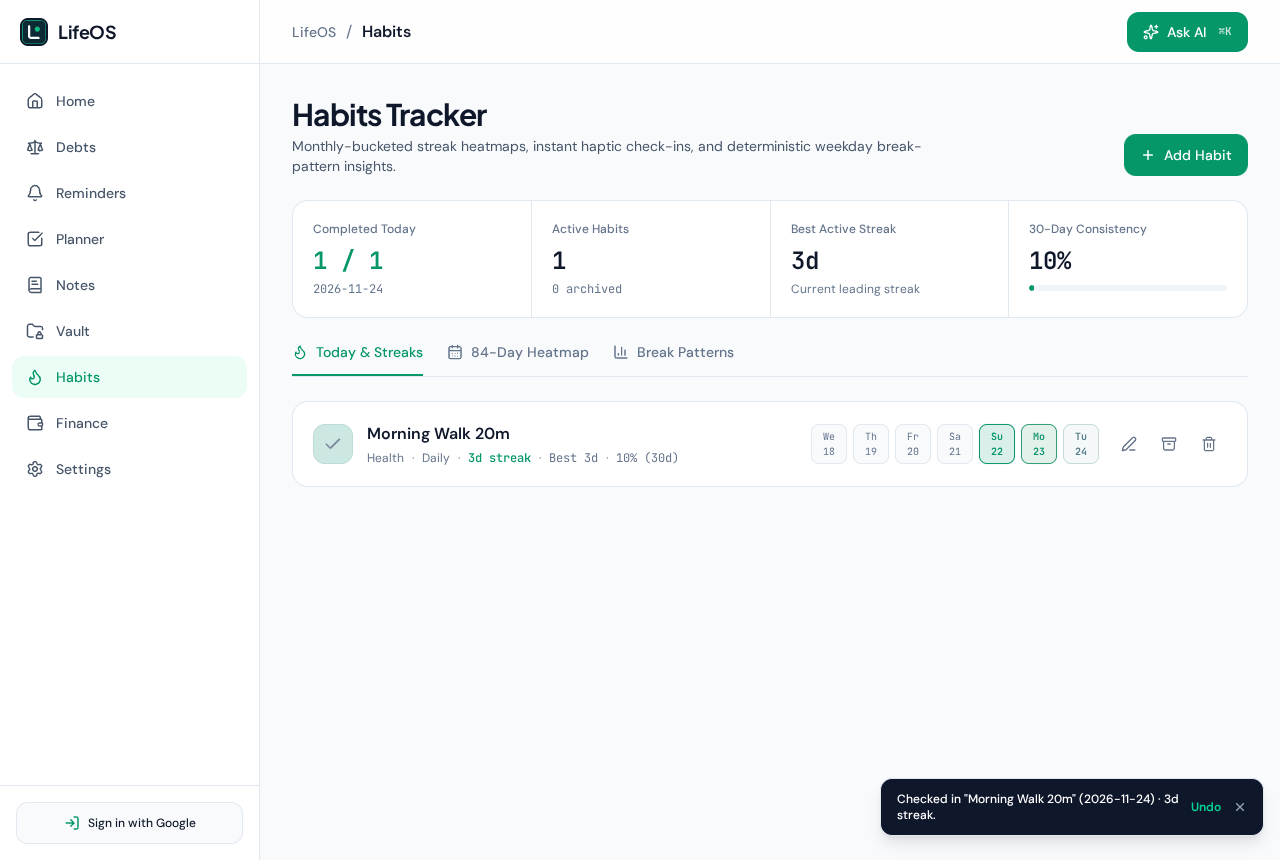 LifeOS
LifeOS / Habits
Ask AI ⌘K
Home
Debts
Reminders
Planner
Notes
Vault
Habits
Finance
Settings
Sign in with Google
Habits Tracker
Monthly-bucketed streak heatmaps, instant haptic check-ins, and deterministic weekday break-
pattern insights.
Add Habit
Completed Today
1 / 1
2026-11-24
Active Habits
1
0 archived
Best Active Streak
3d
Current leading streak
30-Day Consistency
10%
Today & Streaks
84-Day Heatmap
Break Patterns
Morning Walk 20m
Health · Daily · 3d streak · Best 3d · 10% (30d)
We Th Fr Sa Su Mo Tu
18 19 20 21 22 23 24
Checked in "Morning Walk 20m" (2026-11-24) · 3d
streak.
Undo